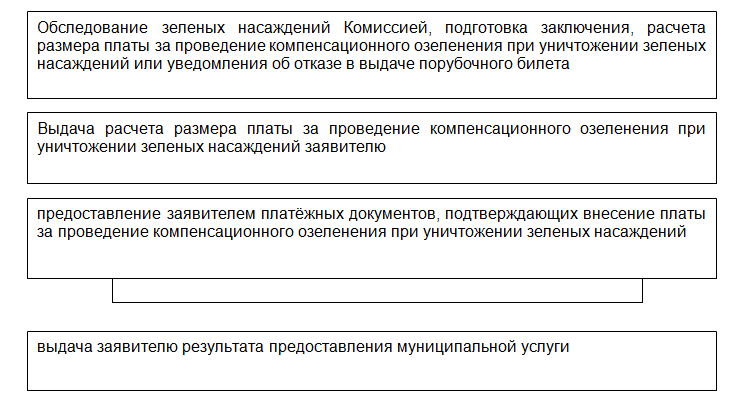 Обследование зеленых насаждений Комиссией, подготовка заключения, расчета
размера платы за проведение компенсационного озеленения при уничтожении зеленых
насаждений или уведомления об отказе в выдаче порубочного билета
Выдача расчета размера платы за проведение компенсационного озеленения при
уничтожении зеленых насаждений заявителю
предоставление заявителем платёжных документов, подтверждающих внесение платы
за проведение компенсационного озеленения при уничтожении зеленых насаждений
выдача заявителю результата предоставления муниципальной услуги